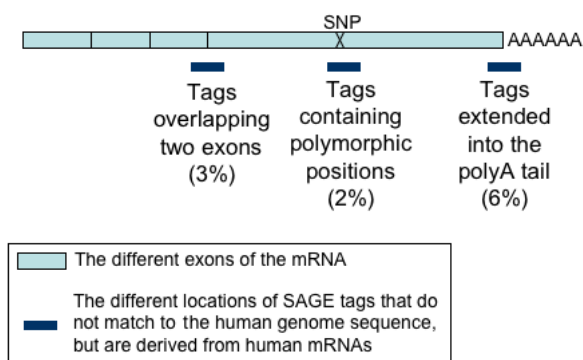 SNP
X
AAAAAA
Tags
overlapping
two exons
(3%)
Tags
containing
polymorphic
positions
(2%)
Tags
extended
into the
polyA tail
(6%)
The different exons of the mRNA
The different locations of SAGE tags that do
not match to the human genome sequence,
but are derived from human mRNAs